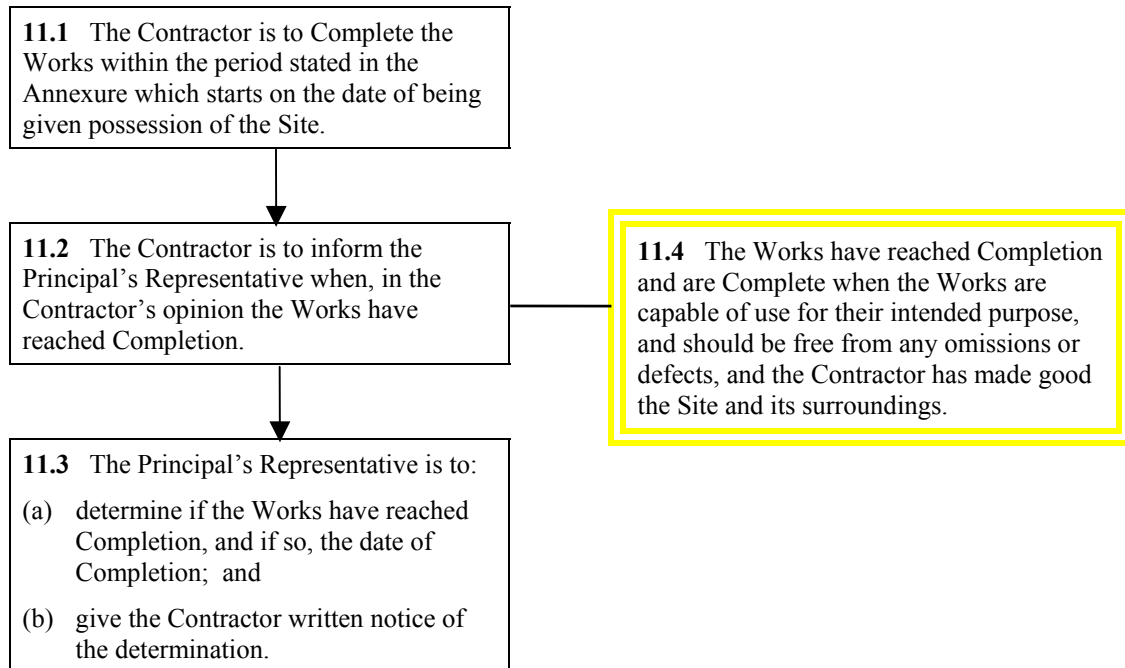 11.1 The Contractor is to Complete the
Works within the period stated in the
Annexure which starts on the date of being
given possession of the Site.
11.2 The Contractor is to inform the
Principal’s Representative when, in the
Contractor’s opinion the Works have
reached Completion.
11.4 The Works have reached Completion
and are Complete when the Works are
capable of use for their intended purpose,
and should be free from any omissions or
defects, and the Contractor has made good
the Site and its surroundings.
11.3 The Principal’s Representative is to:
(a) determine if the Works have reached
Completion, and if so, the date of
Completion; and
(b) give the Contractor written notice of
the determination.